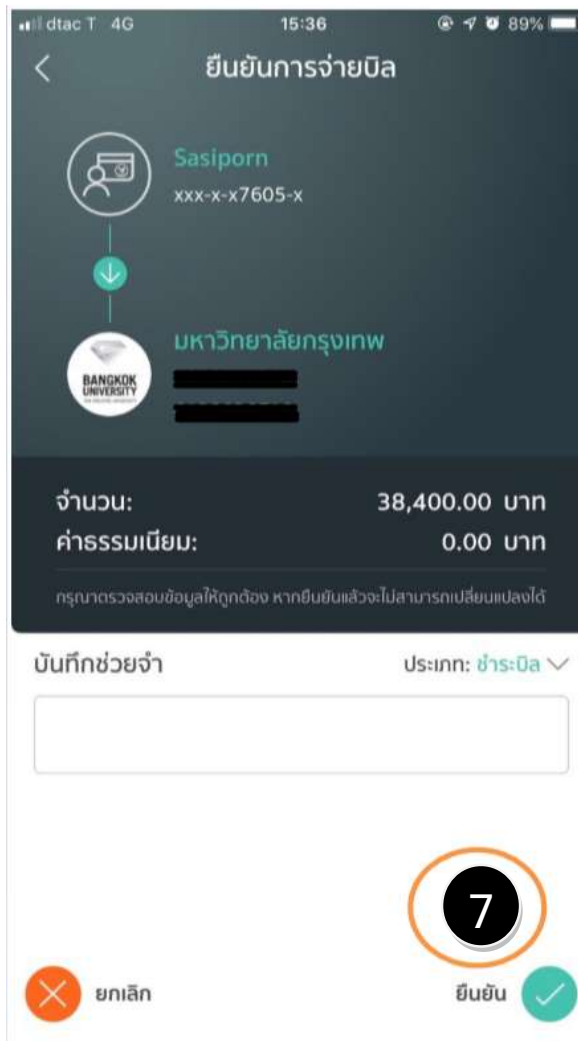 dtac T 4G 15:36 89%
ยืนยันการจ่ายบิล
Sasiporn
xxx-x-x7605-x
มหาวิทยาลัยกรุงเทพ
BANGKOK
UNIVERSITY
จำนวน: 38,400.00 บาท
ค่าธรรมเนียม: 0.00 บาท
กรุณาตรวจสอบข้อมูลให้ถูกต้อง หากยืนยันแล้วจะไม่สามารถเปลี่ยนแปลงได้
บันทึกช่วยจำ ประเภท: ชำระบิล
7
ยกเลิก ยืนยัน